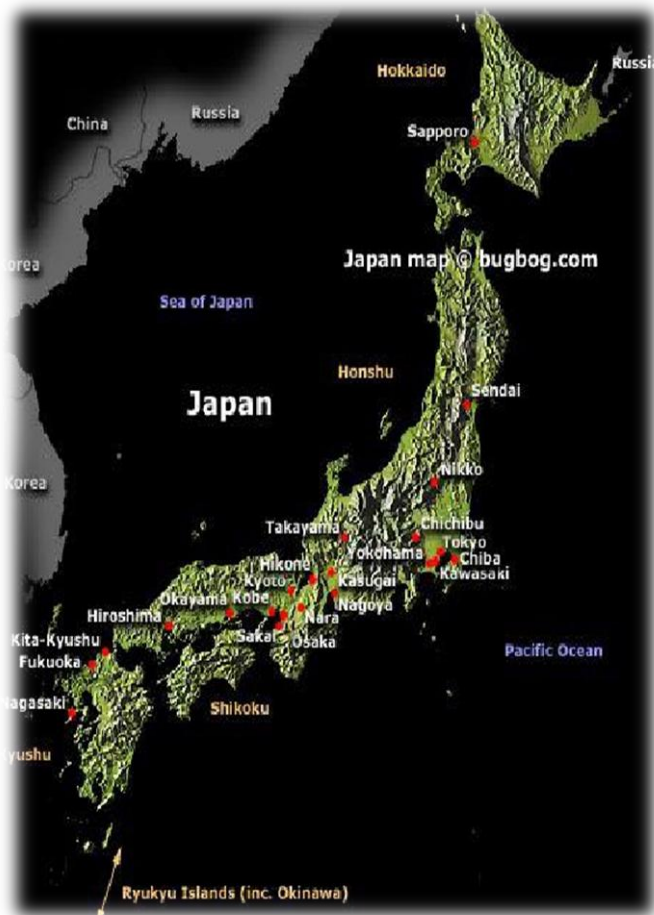 Hokkaido
Russia
Russia
China
Sapporo
Japan map © bugbog.com
orea
Sea of Japan
Honshu
Japan
Sendai
Nikko
Korea
Takayama
Chichibu
Yokohama
Tokyo
Chiba
Hikone
Kasugai
Kawasaki
Kyoto
Okayama
Kobe
Nagoya
Hiroshima
Nara
Sakai
Osaka
Kita-Kyushu
Fukuoka
Pacific Ocean
Nagasaki
Shikoku
yushu
Ryukyu Islands (inc. Okinawa)